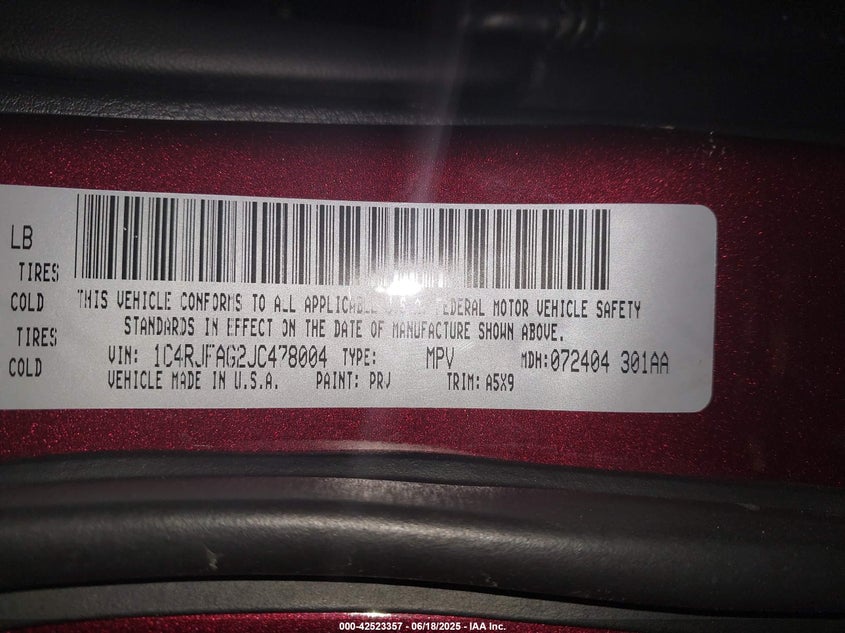 LB
TIRES
COLD
TIRES
COLD
THIS VEHICLE CONFORMS TO ALL APPLICABLE U.S.A. FEDERAL MOTOR VEHICLE SAFETY
STANDARDS IN EFFECT ON THE DATE OF MANUFACTURE SHOWN ABOVE.
VIN: 1C4RJFAG2JC478004 TYPE: MPV MDH:072404 301AA
VEHICLE MADE IN U.S.A. PAINT: PRJ TRIM: A5X9
000-42523357 - 06/18/2025 - IAA Inc.